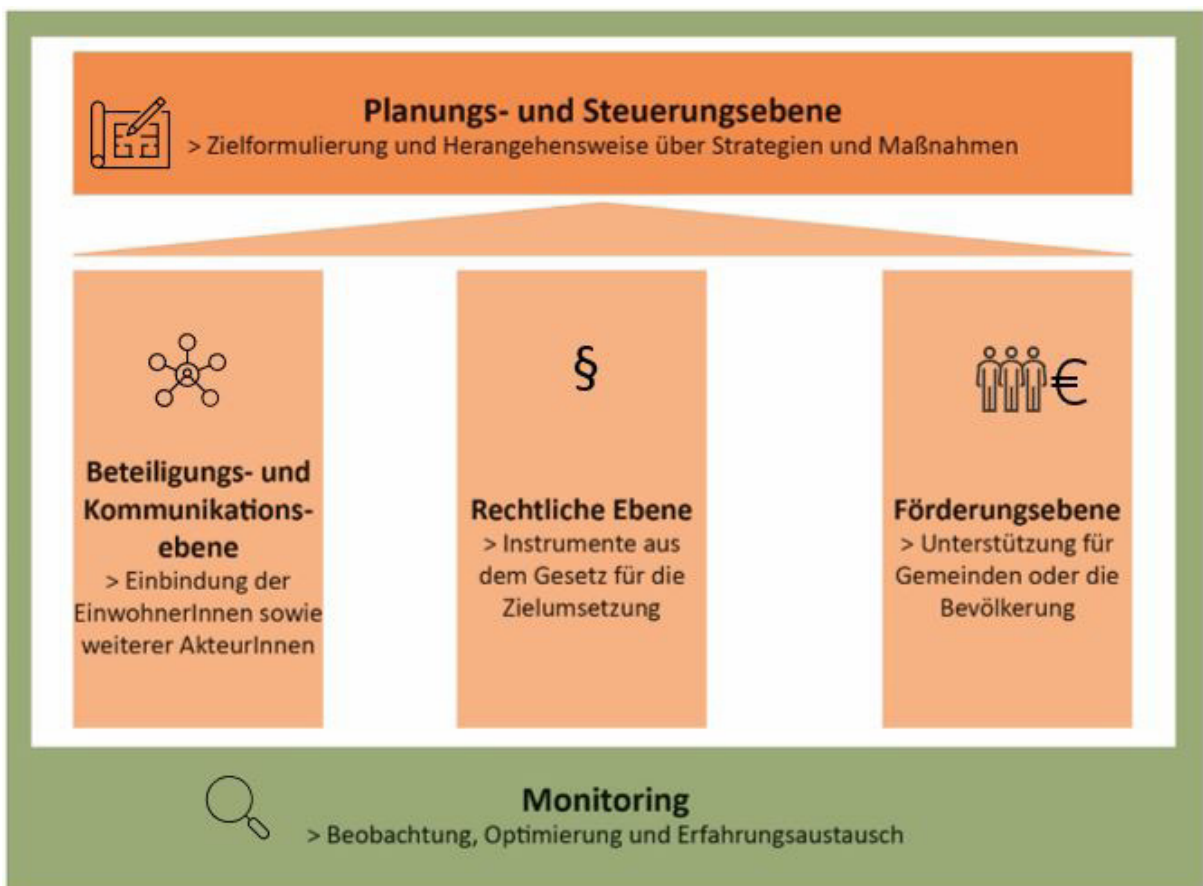 Planungs- und Steuerungsebene
> Zielformulierung und Herangehensweise über Strategien und Maßnahmen
Beteiligungs- und
Kommunikations-
ebene
> Einbindung der
EinwohnerInnen sowie
weiterer AkteurInnen
§
Rechtliche Ebene
> Instrumente aus
dem Gesetz für die
Zielumsetzung
€
Förderungsebene
> Unterstützung für
Gemeinden oder die
Bevölkerung
Monitoring
> Beobachtung, Optimierung und Erfahrungsaustausch